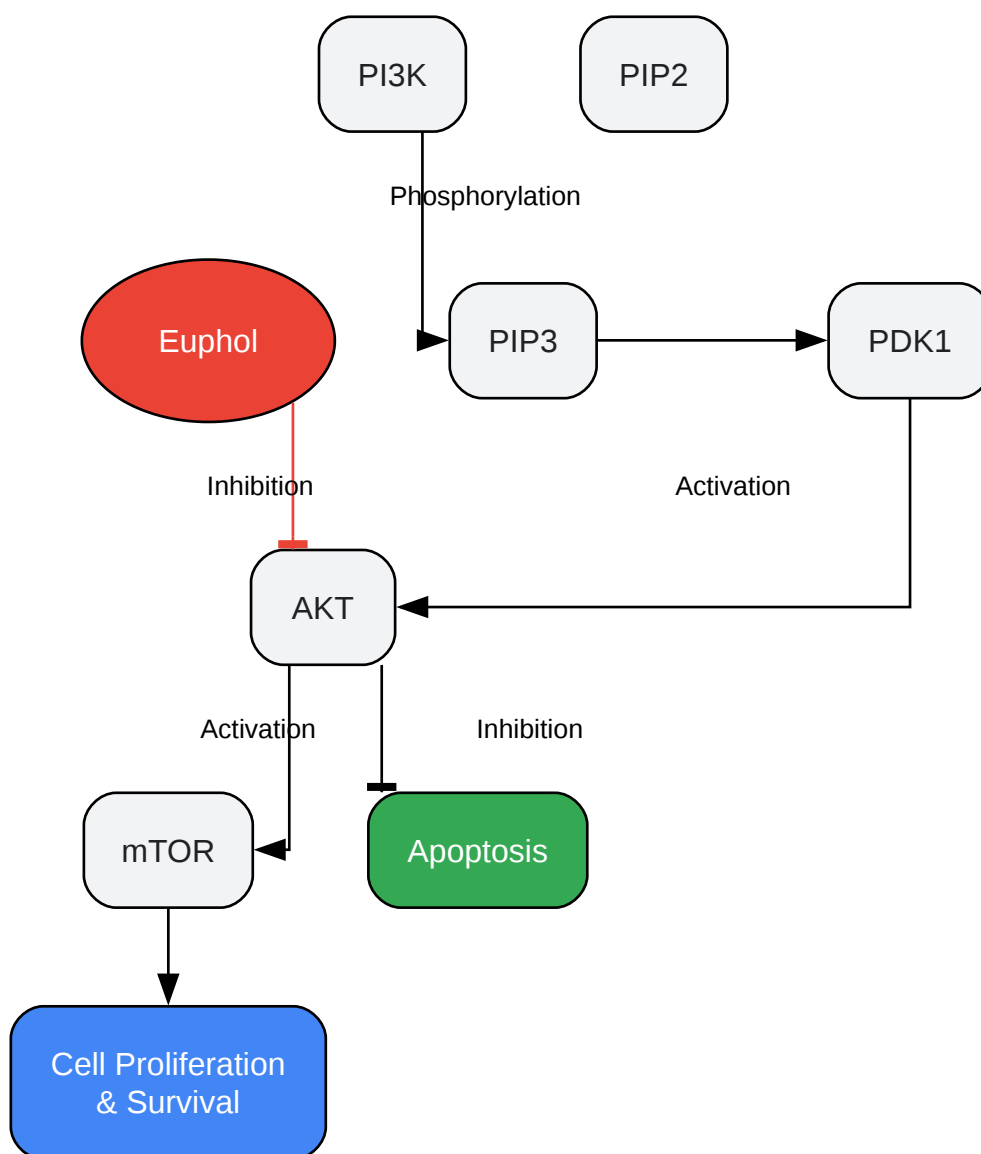 PI3K
PIP2
Phosphorylation
Euphol
PIP3
PDK1
Inhibition
Activation
AKT
Activation
Inhibition
mTOR
Apoptosis
Cell Proliferation
& Survival